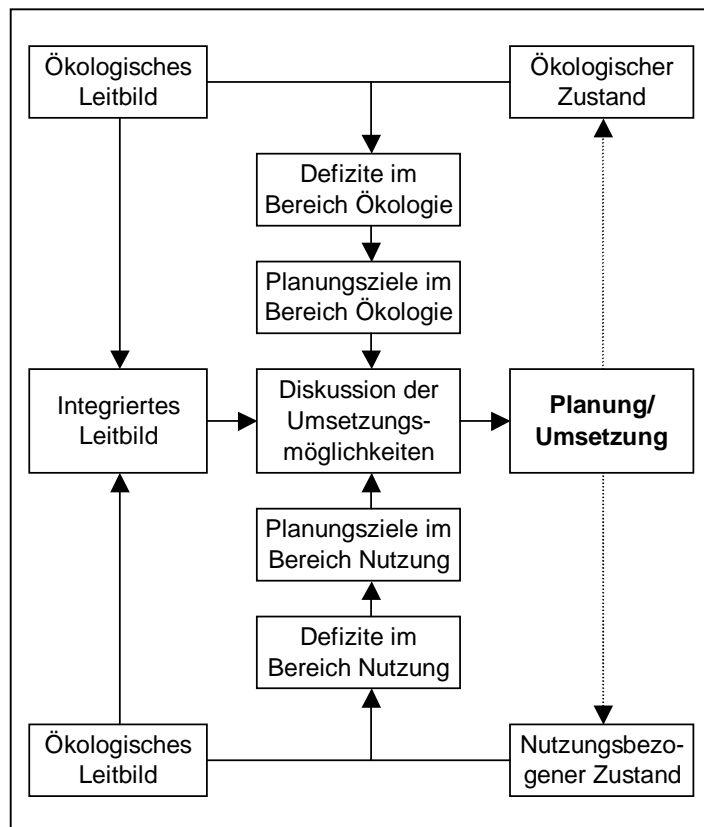 Ökologisches
Leitbild
Ökologischer
Zustand
Defizite im
Bereich Ökologie
Planungsziele im
Bereich Ökologie
Integriertes
Leitbild
Diskussion der
Umsetzungs-
möglichkeiten
Planung/
Umsetzung
Planungsziele im
Bereich Nutzung
Defizite im
Bereich Nutzung
Ökologisches
Leitbild
Nutzungsbezo-
gener Zustand